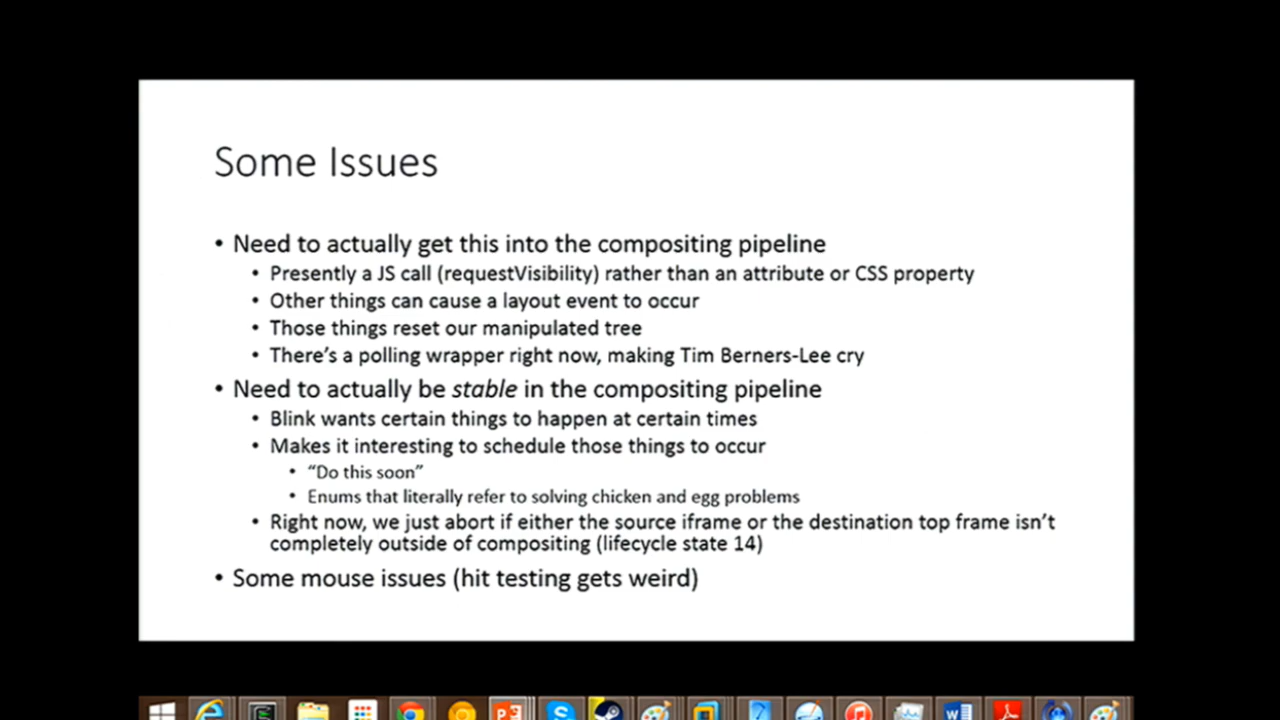 Some Issues
• Need to actually get this into the compositing pipeline
• Presently a JS call (requestVisibility) rather than an attribute or CSS property
• Other things can cause a layout event to occur
• Those things reset our manipulated tree
• There’s a polling wrapper right now, making Tim Berners-Lee cry
• Need to actually be stable in the compositing pipeline
• Blink wants certain things to happen at certain times
• Makes it interesting to schedule those things to occur
• “Do this soon”
• Enums that literally refer to solving chicken and egg problems
• Right now, we just abort if either the source iframe or the destination top frame isn’t
completely outside of compositing (lifecycle state 14)
• Some mouse issues (hit testing gets weird)